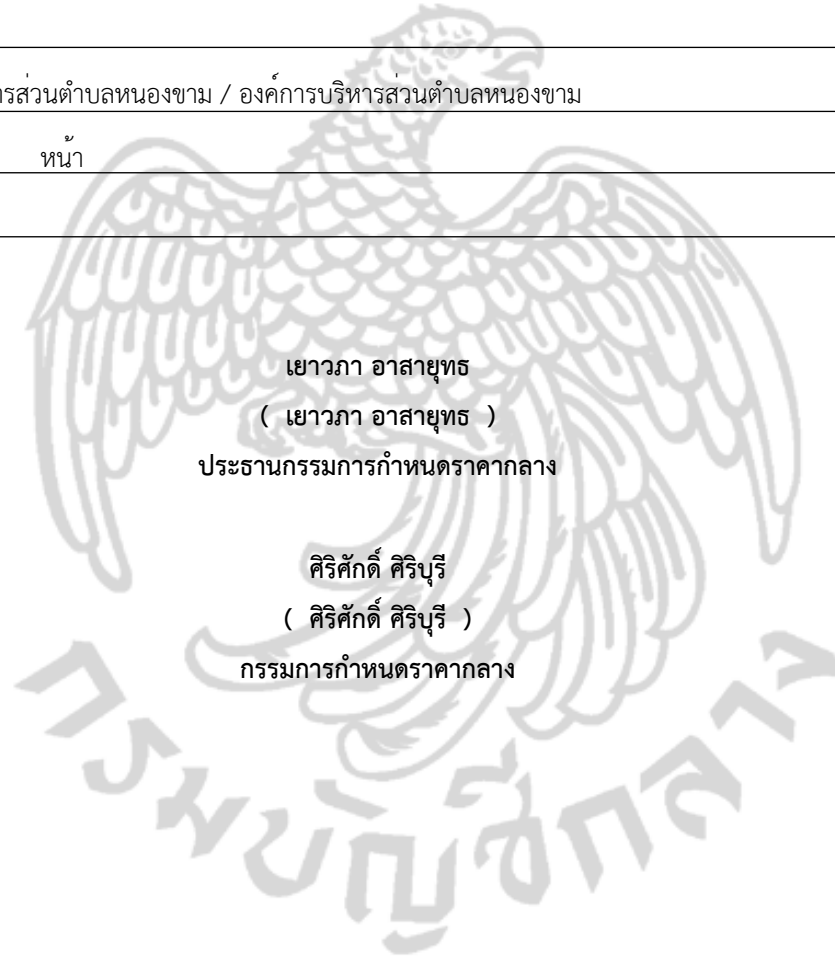 ารส่วนตำบลหนองขาม / องค์การบริหารส่วนตำบลหนองขาม
หน้า
เยาวภา อาสายุทธ
( เยาวภา อาสายุทธ )
ประธานกรรมการกำหนดราคากลาง
ศิริศักดิ์ ศิริบุรี
( ศิริศักดิ์ ศิริบุรี )
กรรมการกำหนดราคากลาง
กรมบัญชีกลาง